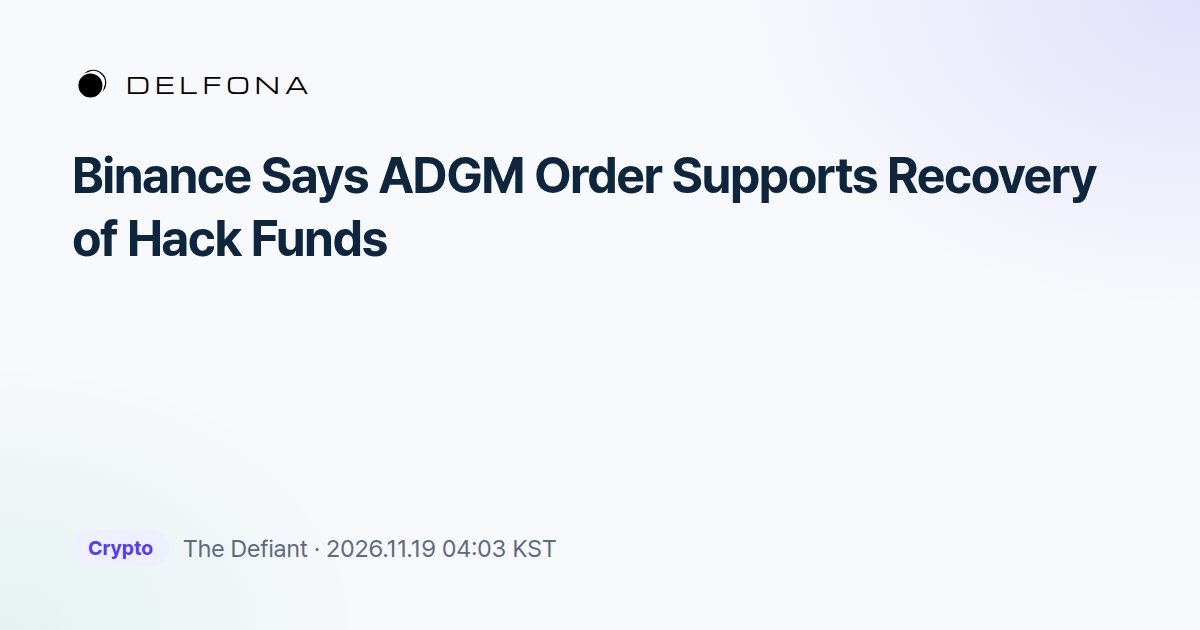 DELFONA
Binance Says ADGM Order Supports Recovery
of Hack Funds
Crypto The Defiant · 2026.11.19 04:03 KST